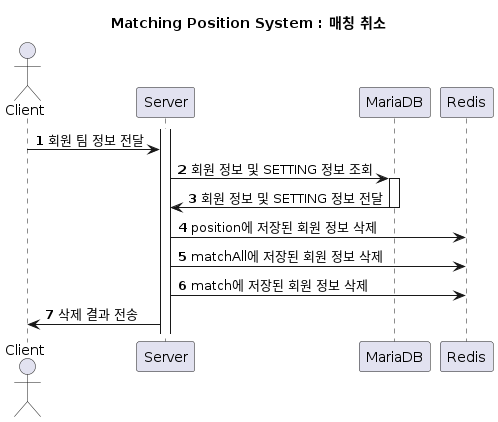 Matching Position System : 매칭 취소
Client
Server
MariaDB
Redis
1 회원 팀 정보 전달
2 회원 정보 및 SETTING 정보 조회
3 회원 정보 및 SETTING 정보 전달
4 position에 저장된 회원 정보 삭제
5 matchAll에 저장된 회원 정보 삭제
6 match에 저장된 회원 정보 삭제
7 삭제 결과 전송
Client
Server
MariaDB
Redis